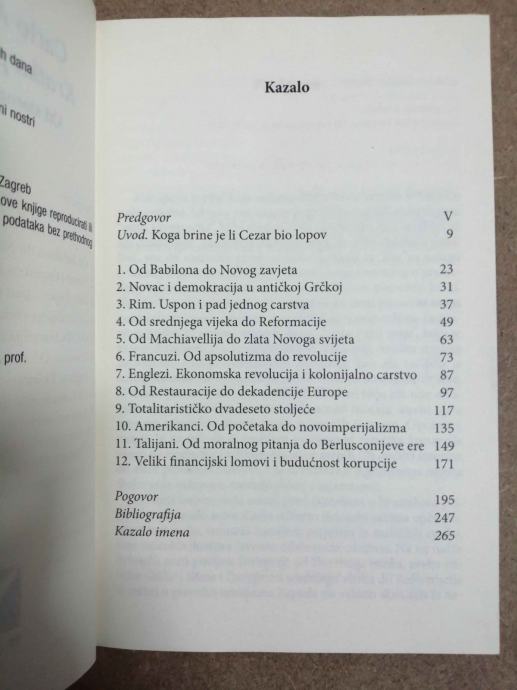 h dana
ni nostri
Zagreb
ove knjige reproducirati ili
podataka bez prethodnog
prof.
Kazalo
Predgovor V
Uvod. Koga brine je li Cezar bio lopov 9
1. Od Babilona do Novog zavjeta 23
2. Novac i demokracija u antičkoj Grčkoj 31
3. Rim. Uspon i pad jednog carstva 37
4. Od srednjega vijeka do Reformacije 49
5. Od Machiavellija do zlata Novoga svijeta 63
6. Francuzi. Od apsolutizma do revolucije 73
7. Englezi. Ekonomska revolucija i kolonijalno carstvo 87
8. Od Restauracije do dekadencije Europe 97
9. Totalitarističko dvadeseto stoljeće 117
10. Amerikanci. Od početaka do novoimperijalizma 135
11. Talijani. Od moralnog pitanja do Berlusconijeve ere 149
12. Veliki financijski lomovi i budućnost korupcije 171
Pogovor 195
Bibliografija 247
Kazalo imena 265